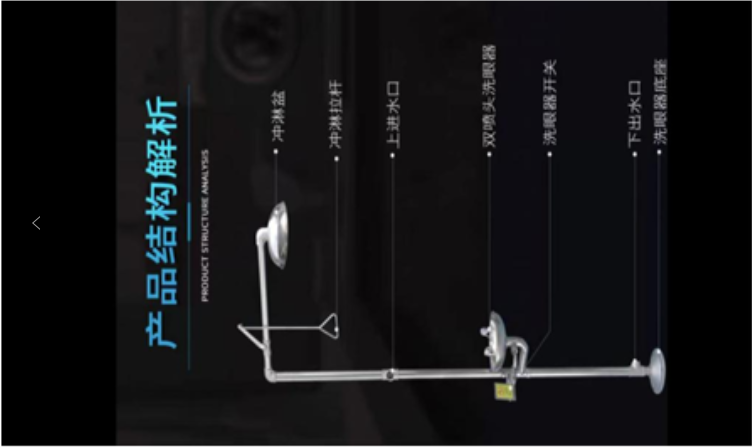 产品结构解析
PRODUCT STRUCTURE ANALYSIS
冲淋盆
冲淋拉杆
上进水口
双喷头洗眼器
洗眼器开关
下出水口
洗眼器底座